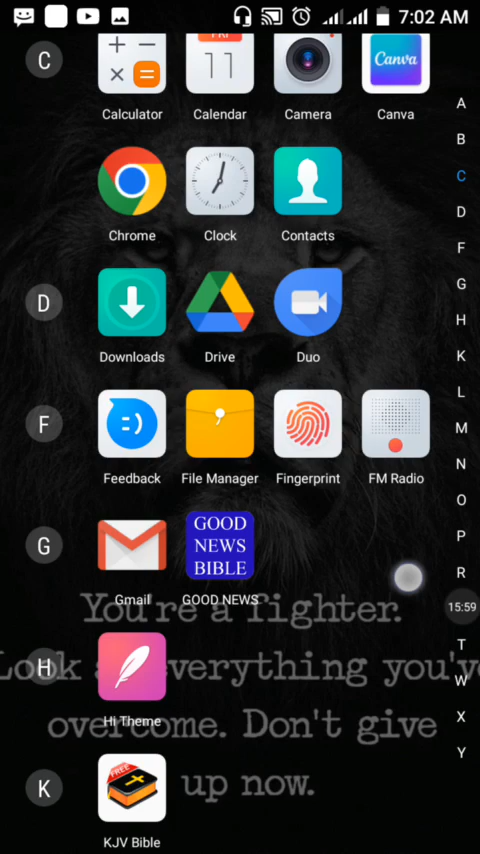 7:02 AM
C
FRI
11
Canva
Calculator Calendar Camera Canva
A
B
C
D
F
G
H
K
L
M
N
O
P
R
15:59
T
W
X
Y
Chrome Clock Contacts
D
Downloads Drive Duo
F
Feedback File Manager Fingerprint FM Radio
G
GOOD
NEWS
BIBLE
Gmail GOOD NEWS
You're a fighter.
H
Look at everything you've
Hi Theme
overcome. Don't give
up now.
K
FREE
KJV Bible